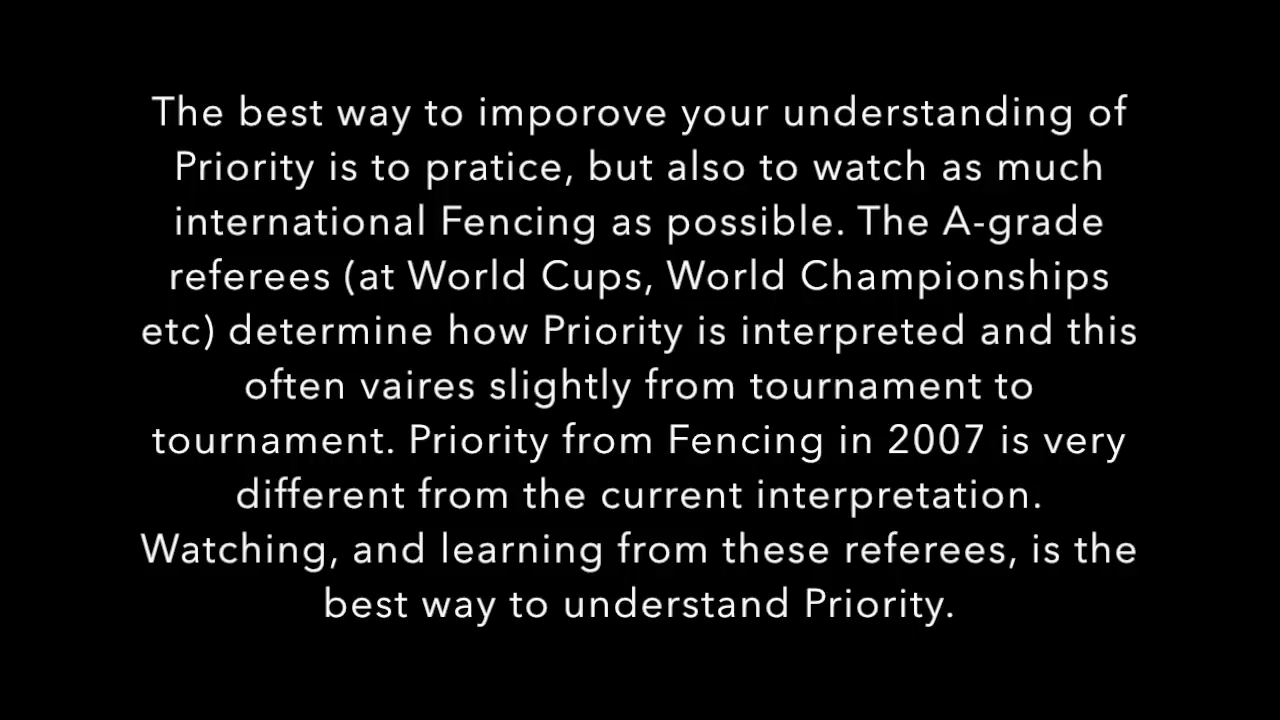 The best way to imporove your understanding of
Priority is to pratice, but also to watch as much
international Fencing as possible. The A-grade
referees (at World Cups, World Championships
etc) determine how Priority is interpreted and this
often vaires slightly from tournament to
tournament. Priority from Fencing in 2007 is very
different from the current interpretation.
Watching, and learning from these referees, is the
best way to understand Priority.